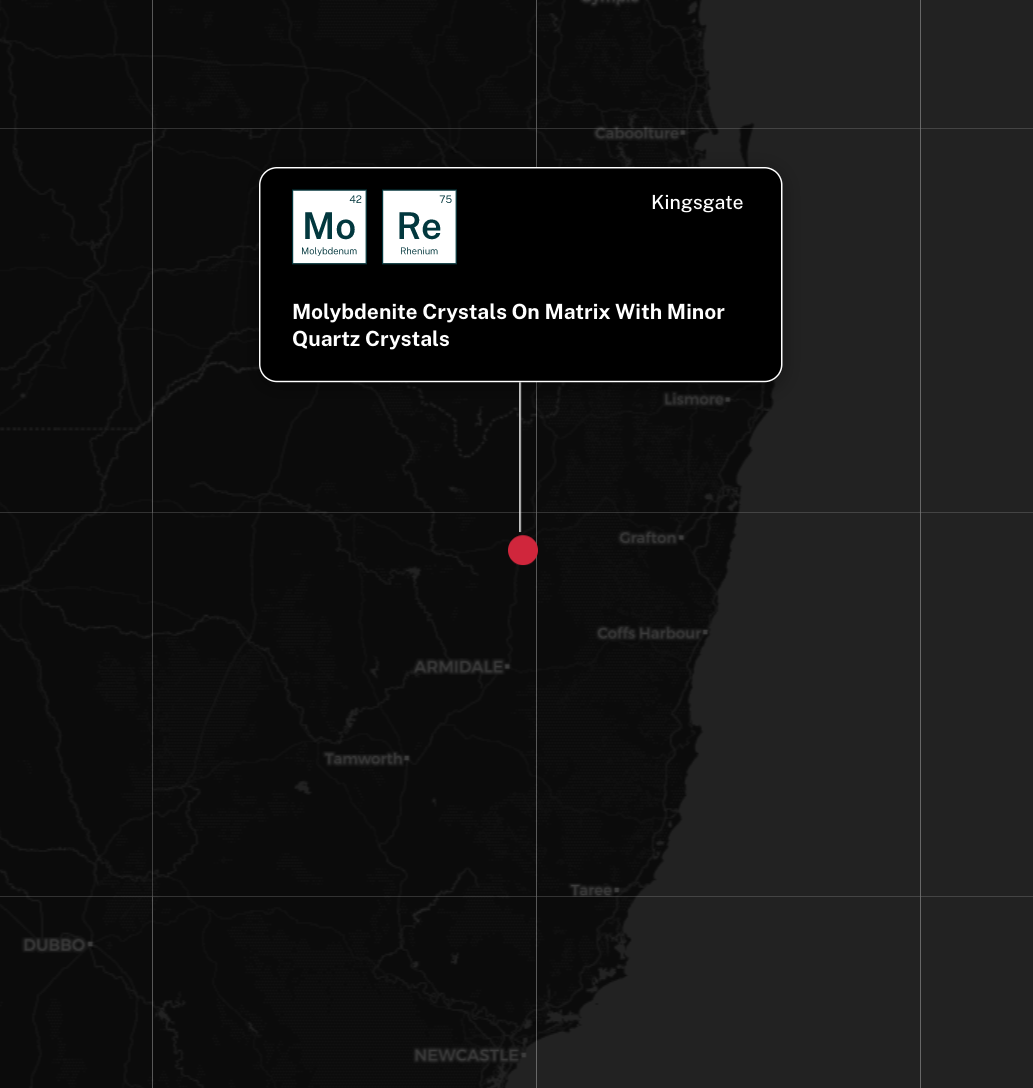 Caboolture
42
Mo
Molybdenum
75
Re
Rhenium
Kingsgate
Molybdenite Crystals On Matrix With Minor
Quartz Crystals
Lismore
Grafton
Coffs Harbour
ARMIDALE
Tamworth
Taree
DUBBO
NEWCASTLE